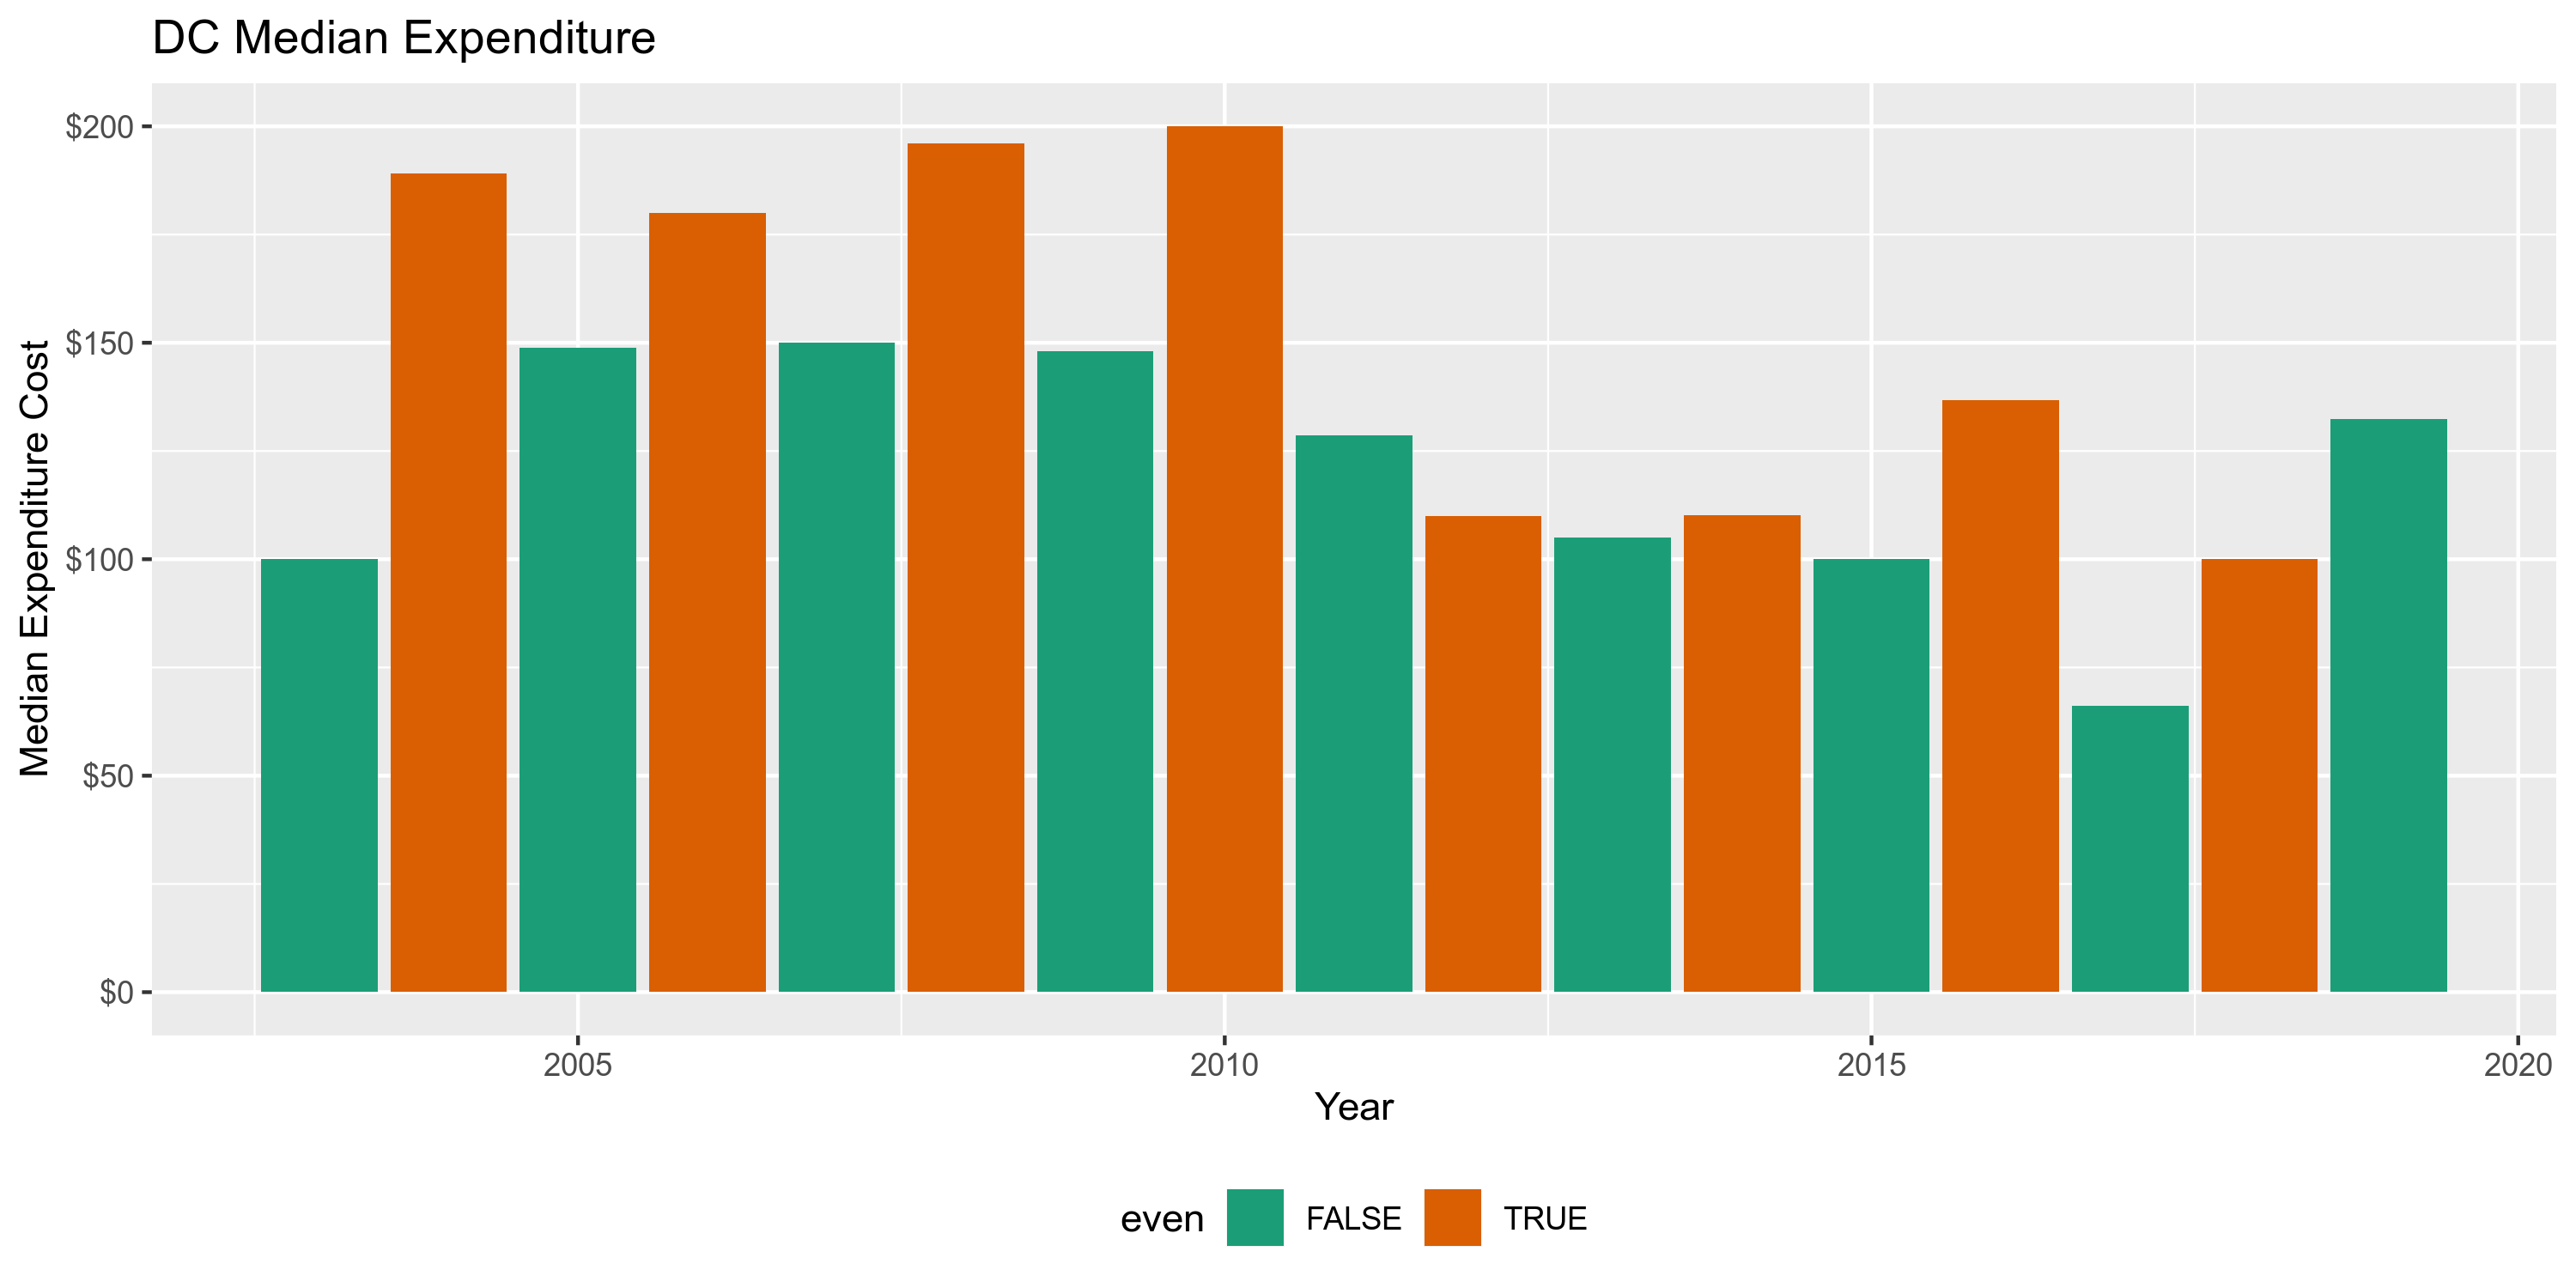 DC Median Expenditure
Median Expenditure Cost
$200
$150
$100
$50
$0
2005 2010 2015 2020
Year
even FALSE TRUE